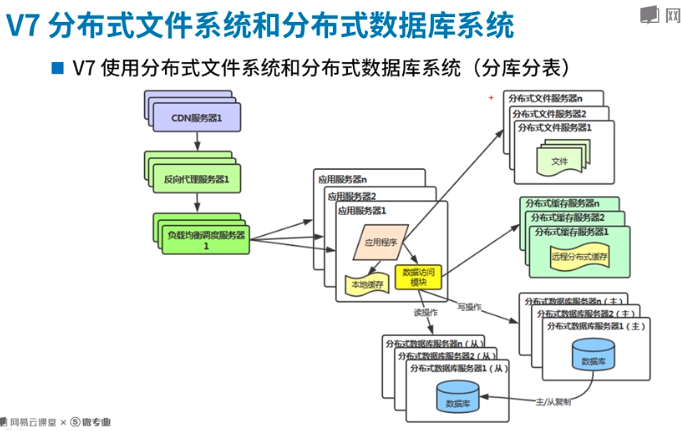 V7 分布式文件系统和分布式数据库系统
网
V7 使用分布式文件系统和分布式数据库系统（分库分表）
CDN服务器1
反向代理服务器1
负载均衡调度服务器
1
应用服务器n
应用服务器2
应用服务器1
应用程序
本地缓存
数据访问
模块
分布式文件服务器n
分布式文件服务器2
分布式文件服务器1
文件
分布式缓存服务器n
分布式缓存服务器2
分布式缓存服务器1
远程分布式缓存
读操作
写操作
分布式数据库服务器n（主）
分布式数据库服务器2（主）
分布式数据库服务器1（主）
数据库
分布式数据库服务器n（从）
分布式数据库服务器2（从）
分布式数据库服务器1（从）
数据库
主/从复制
网易云课堂 × 微专业